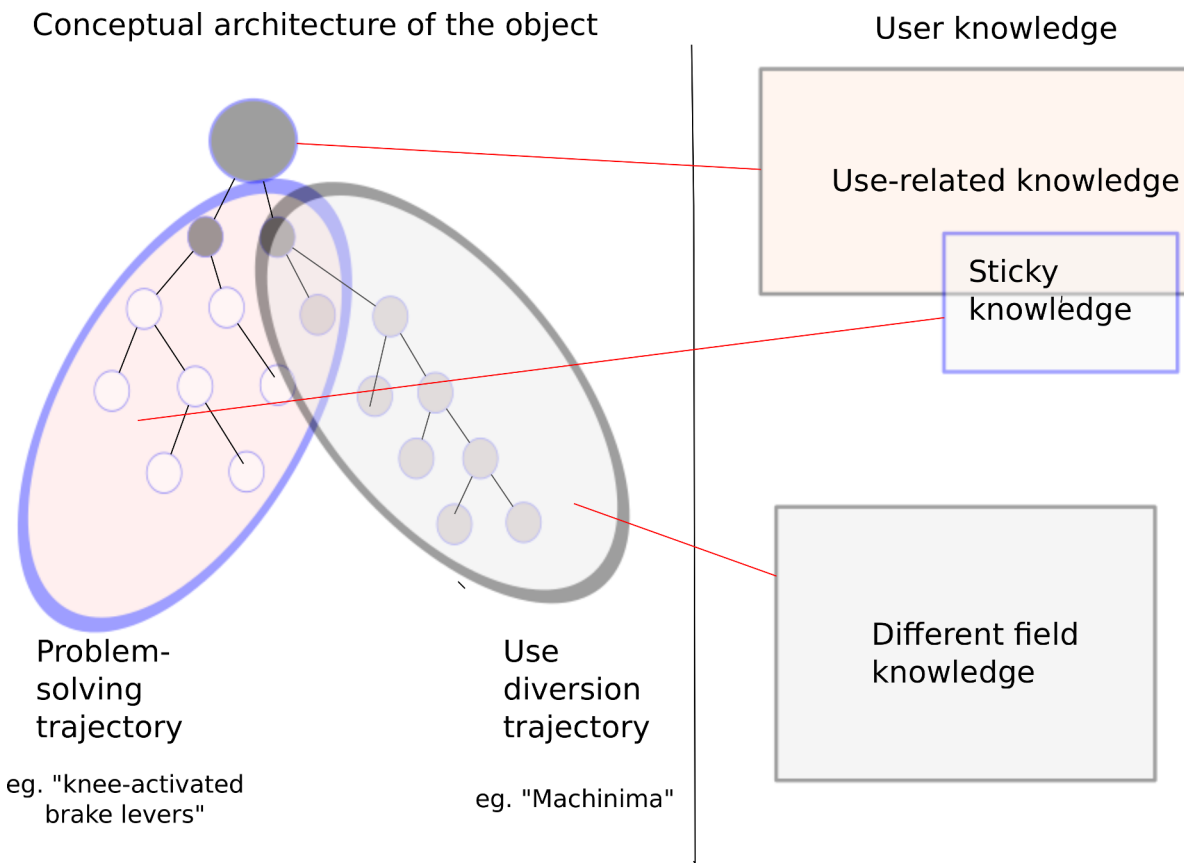 Conceptual architecture of the object
User knowledge
Use-related knowledge
Sticky
knowledge
Different field
knowledge
Problem-
solving
trajectory
Use
diversion
trajectory
eg. "knee-activated
brake levers"
eg. "Machinima"